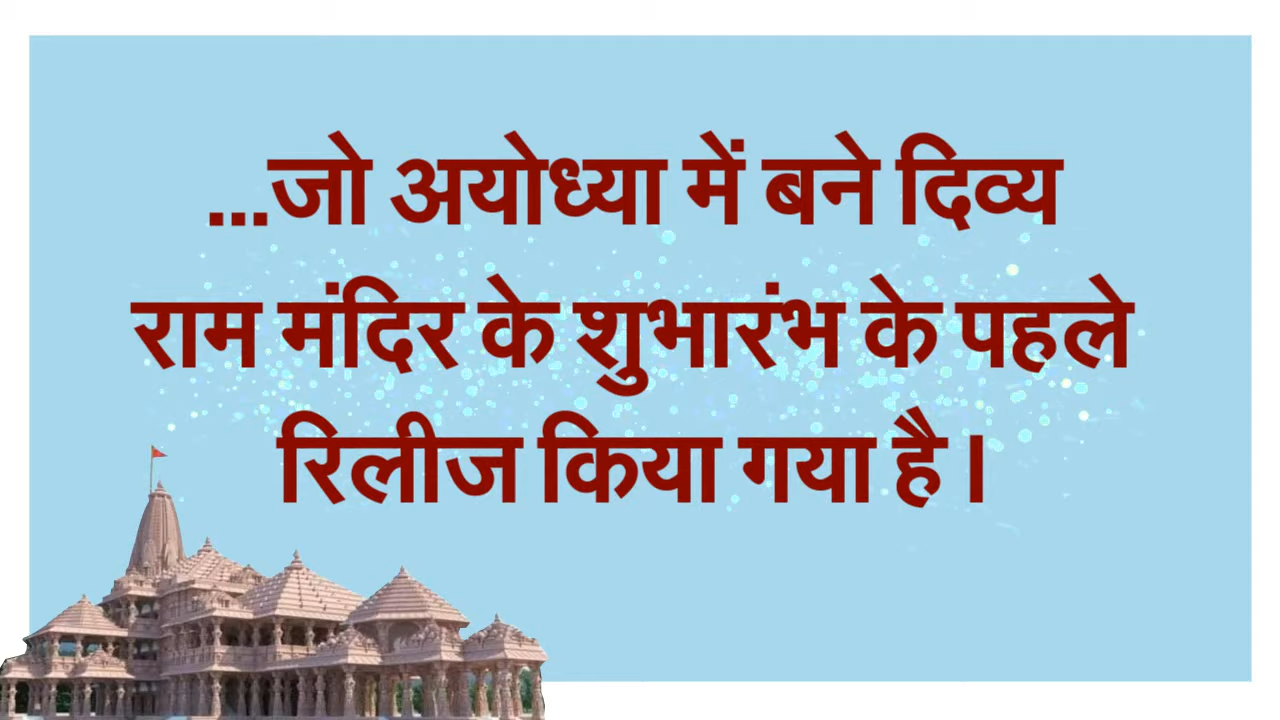 ...जो अयोध्या में बने दिव्य
राम मंदिर के शुभारंभ के पहले
रिलीज किया गया है।